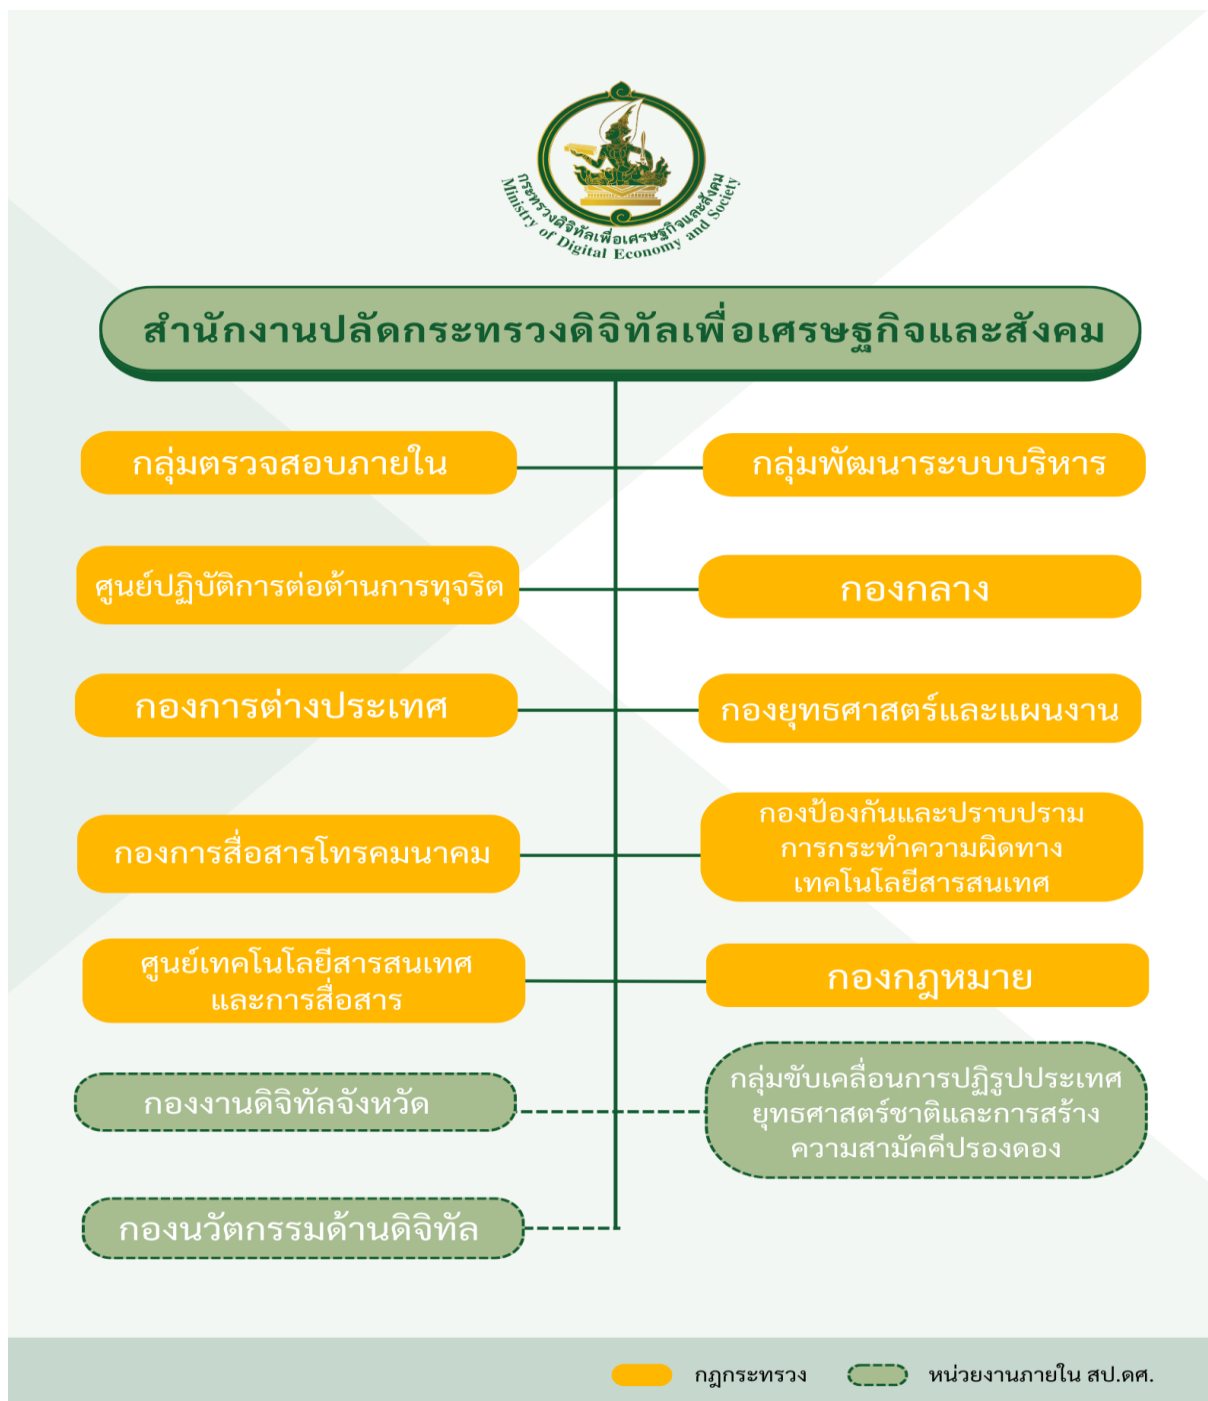 กระทรวงดิจิทัลเพื่อเศรษฐกิจและสังคม
Ministry of Digital Economy and Society
สำนักงานปลัดกระทรวงดิจิทัลเพื่อเศรษฐกิจและสังคม
กลุ่มตรวจสอบภายใน
กลุ่มพัฒนาระบบบริหาร
ศูนย์ปฏิบัติการต่อต้านการทุจริต
กองกลาง
กองการต่างประเทศ
กองยุทธศาสตร์และแผนงาน
กองการสื่อสารโทรคมนาคม
กองป้องกันและปราบปราม
การกระทำความผิดทาง
เทคโนโลยีสารสนเทศ
ศูนย์เทคโนโลยีสารสนเทศ
และการสื่อสาร
กองกฎหมาย
กองงานดิจิทัลจังหวัด
กลุ่มขับเคลื่อนการปฏิรูปประเทศ
ยุทธศาสตร์ชาติและการสร้าง
ความสามัคคีปรองดอง
กองนวัตกรรมด้านดิจิทัล
กฎกระทรวง
หน่วยงานภายใน สป.ดศ.